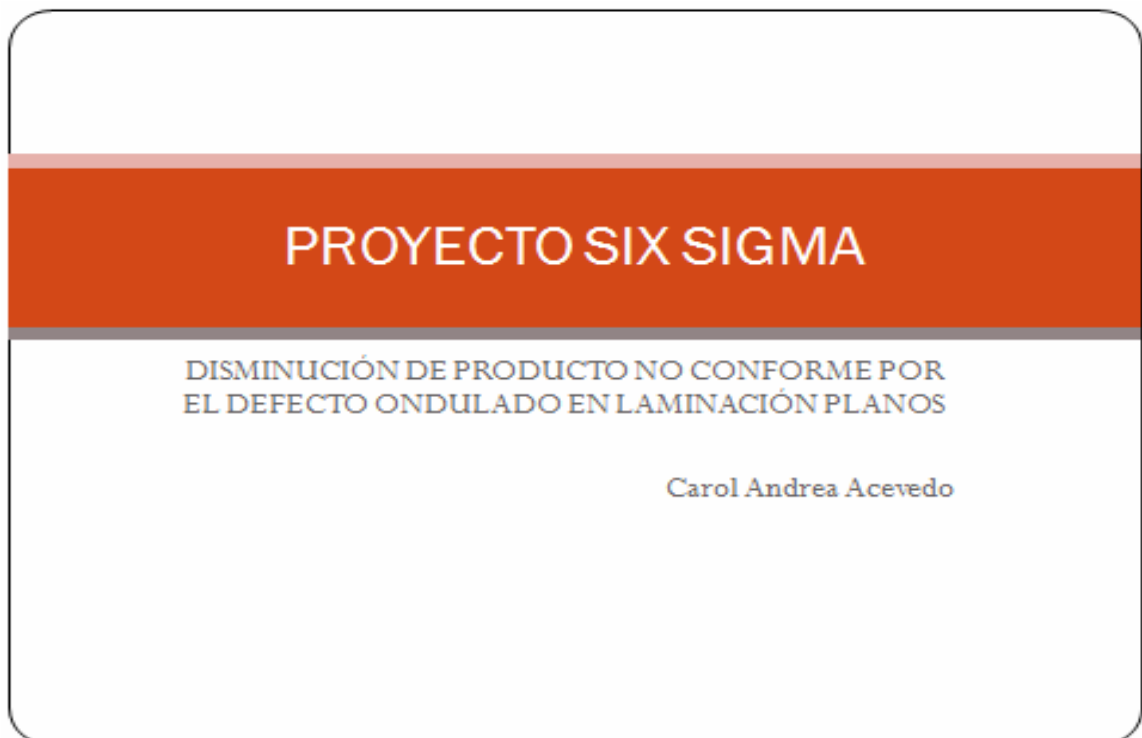 PROYECTO SIX SIGMA
DISMINUCIÓN DE PRODUCTO NO CONFORME POR
EL DEFECTO ONDULADO EN LAMINACIÓN PLANOS
Carol Andrea Acevedo